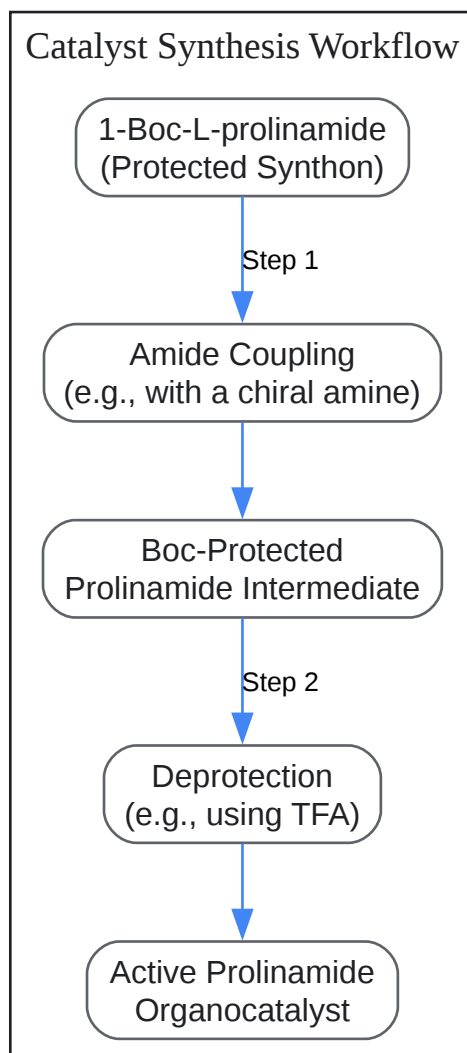 Catalyst Synthesis Workflow
1-Boc-L-prolinamide
(Protected Synthon)
Step 1
Amide Coupling
(e.g., with a chiral amine)
Boc-Protected
Prolinamide Intermediate
Step 2
Deprotection
(e.g., using TFA)
Active Prolinamide
Organocatalyst